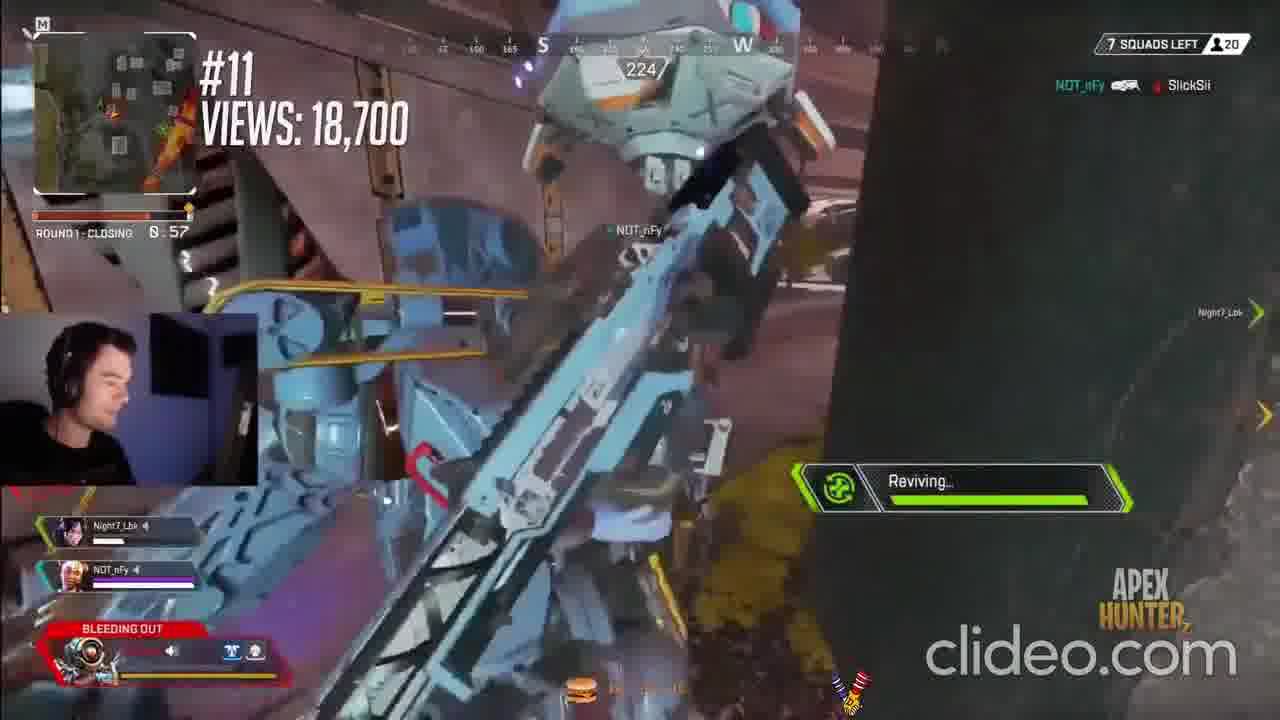 M
#11
VIEWS: 18,700
S
W
224
7 SQUADS LEFT
20
NOT_nFy
SlickSii
ROUND 1 - CLOSING 0:57
NOT_nFy
Night7_Lbk
Reviving...
Night7_Lbk
NOT_nFy
BLEEDING OUT
APEX
HUNTERz
clideo.com